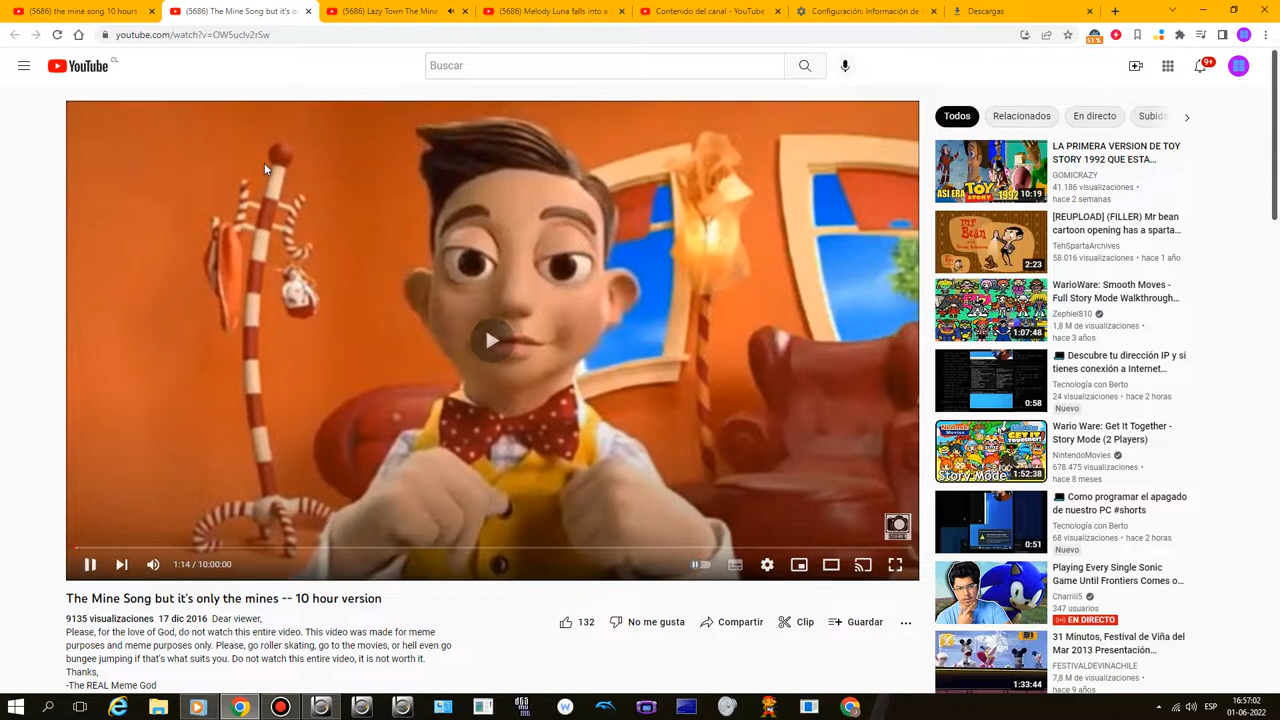 (5686) the mine song 10 hours
(5686) The Mine Song but it's o
(5686) Lazy Town The Mine
(5686) Melody Luna falls into a
Contenido del canal - YouTube
Configuración: Información de
Descargas
youtube.com/watch?v=OW5ucIv2rSw
51 %
YouTube CL
Buscar
9+
Todos
Relacionados
En directo
Subid
LA PRIMERA VERSION DE TOY
STORY 1992 QUE ESTA...
GOMICRAZY
41.186 visualizaciones •
hace 2 semanas
ASI ERA TOY STORY 1992
10:19
[REUPLOAD] (FILLER) Mr bean
cartoon opening has a sparta...
TehSpartaArchives
58.016 visualizaciones • hace 1 año
Mr Bean
2:23
WarioWare: Smooth Moves -
Full Story Mode Walkthrough...
Zephiel810
1,8 M de visualizaciones •
hace 3 años
1:07:48
Descubre tu dirección IP y si
tienes conexión a Internet...
Tecnología con Berto
24 visualizaciones • hace 2 horas
Nuevo
0:58
Wario Ware: Get It Together -
Story Mode (2 Players)
NintendoMovies
678.475 visualizaciones •
hace 8 meses
GET IT Together!
Story Mode
1:52:38
Como programar el apagado
de nuestro PC #shorts
Tecnología con Berto
68 visualizaciones • hace 2 horas
Nuevo
0:51
Playing Every Single Sonic
Game Until Frontiers Comes o...
Charriii5
347 usuarios
EN DIRECTO
31 Minutos, Festival de Viña del
Mar 2013 Presentación...
FESTIVALDEVINACHILE
7,8 M de visualizaciones •
hace 9 años
1:33:44
1:14 / 10:00:00
The Mine Song but it's only the mines -- 10 hour version
9135 visualizaciones 17 dic 2016 Dear viewer,
Please, for the love of God, do not watch this entire video. This video was made for meme
purposes and meme purposes only. Please, go roller skating, go to the movies, or hell even go
bungee jumping if that's what suits you. Do not watch this entire video, it is not worth it.
Thanks,
-The REAL Meme God
132
No me gusta
Compartir
Clip
Guardar
ESP
16:57:02
01-06-2022